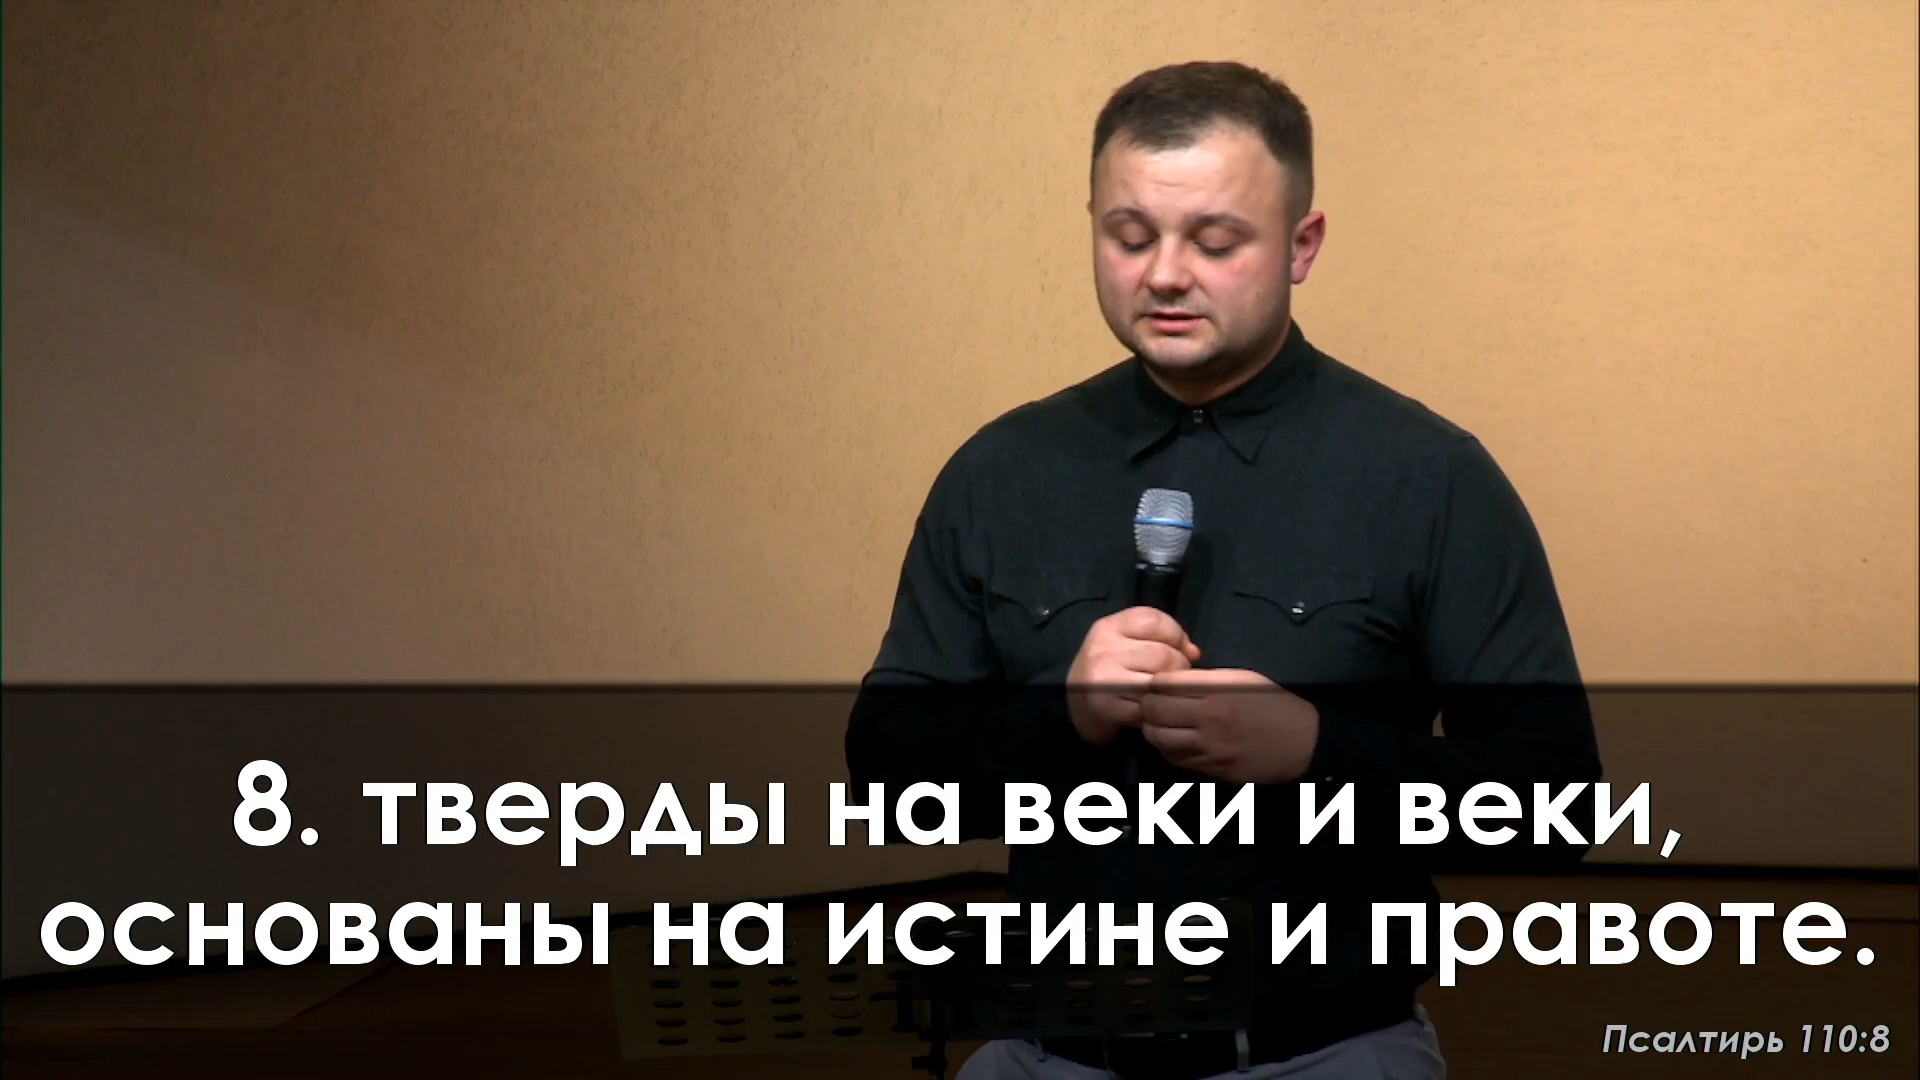 8. тверды на веки и веки,
основаны на истине и правоте.
Псалтирь 110:8